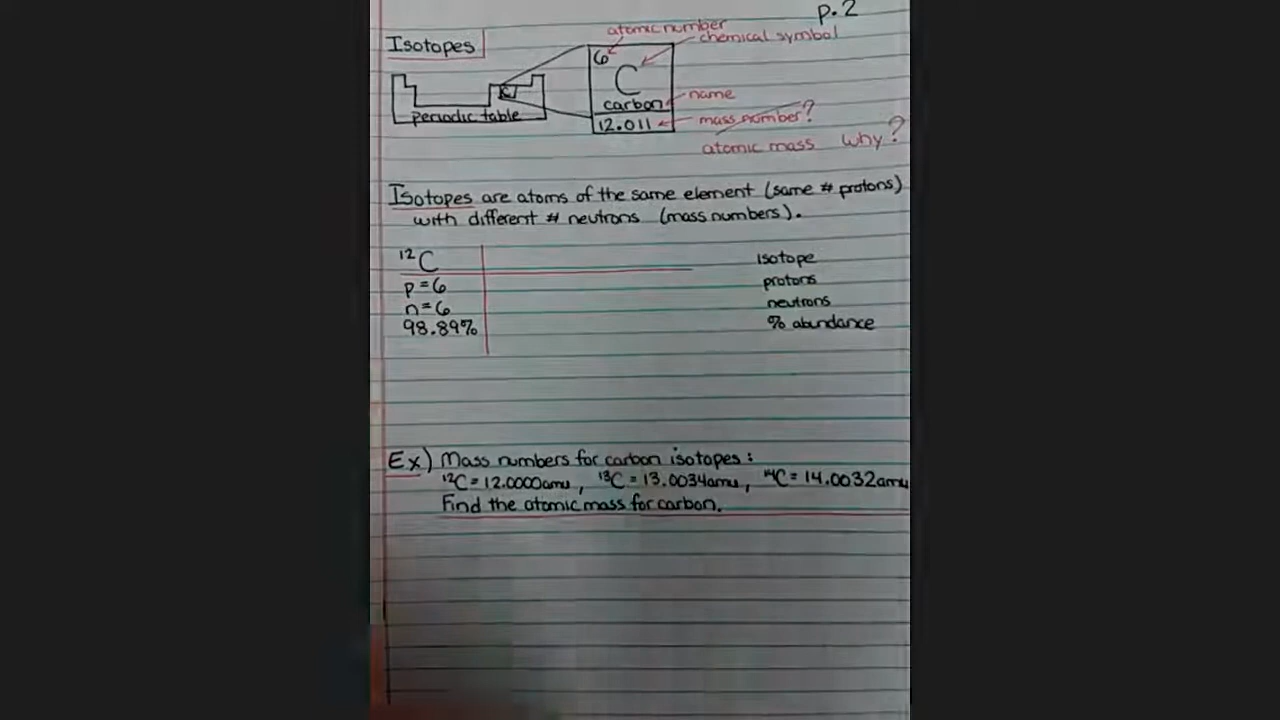 p. 2
Isotopes
atomic number
chemical symbol
6
C
carbon
name
periodic table
12.011
mass number?
atomic mass why?
Isotopes are atoms of the same element (same # protons)
with different # neutrons (mass numbers).
¹²C
isotope
p = 6
protons
n = 6
neutrons
98.89%
% abundance
Ex) Mass numbers for carbon isotopes:
¹²C = 12.0000amu, ¹³C = 13.0034amu, ¹⁴C = 14.0032amu
Find the atomic mass for carbon.